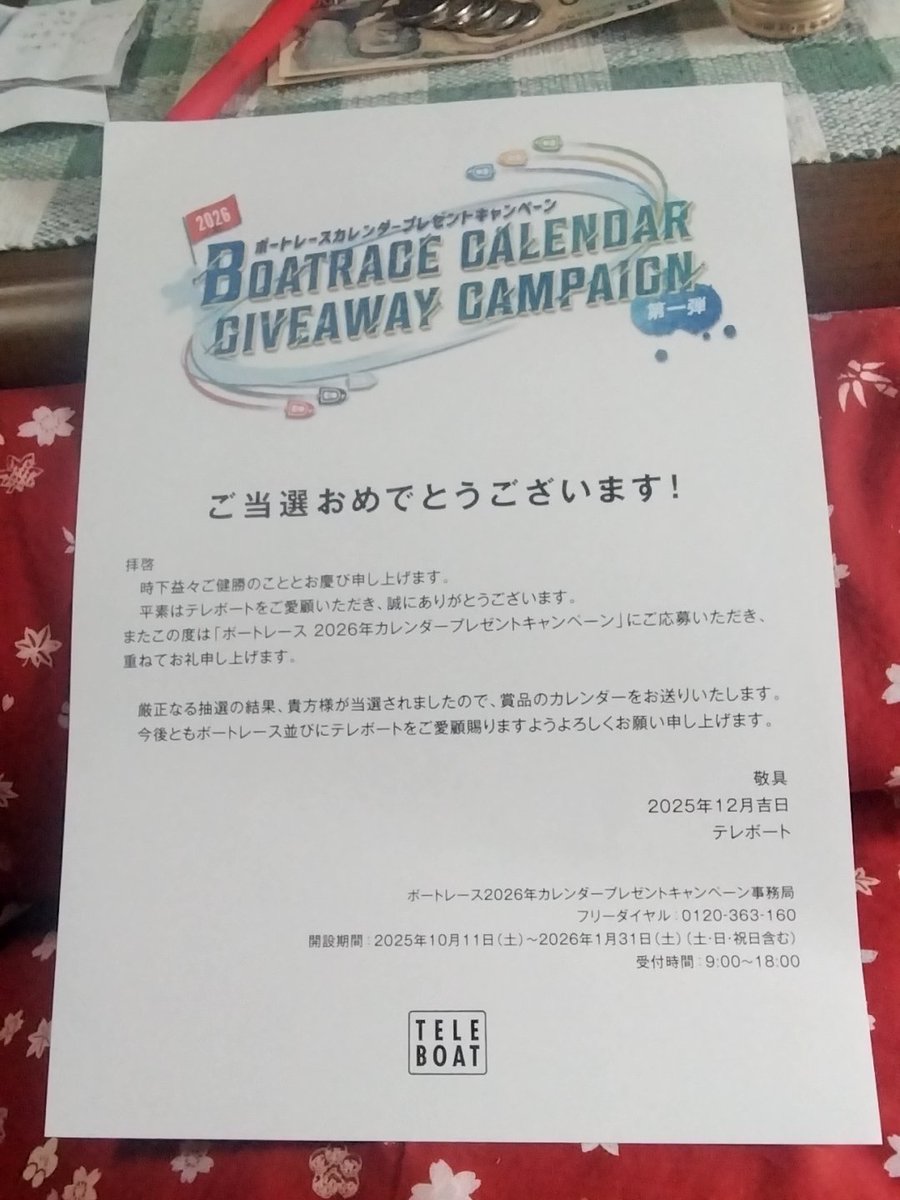 2026
ボートレースカレンダープレゼントキャンペーン
BOATRACE CALENDAR
GIVEAWAY CAMPAIGN
第一弾
ご当選おめでとうございます!
拝啓
時下益々ご健勝のこととお慶び申し上げます。
平素はテレボートをご愛顧いただき、誠にありがとうございます。
またこの度は「ボートレース 2026年カレンダープレゼントキャンペーン」にご応募いただき、
重ねてお礼申し上げます。
厳正なる抽選の結果、貴方様が当選されましたので、賞品のカレンダーをお送りいたします。
今後ともボートレース並びにテレボートをご愛顧賜りますようよろしくお願い申し上げます。
敬具
2025年12月吉日
テレボート
ボートレース2026年カレンダープレゼントキャンペーン事務局
フリーダイヤル:0120-363-160
開設期間:2025年10月11日(土)~2026年1月31日(土)(土・日・祝日含む)
受付時間:9:00~18:00
TELE
BOAT